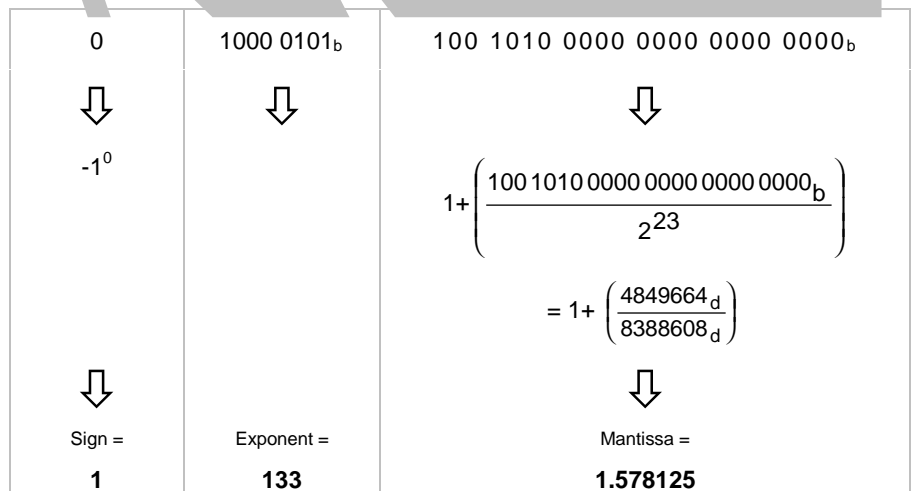 0 1000 0101b 100 1010 0000 0000 0000 0000b
-1^0
1+ (100 1010 0000 0000 0000 0000b / 2^23)
= 1+ (4849664d / 8388608d)
Sign = Exponent = Mantissa =
1 133 1.578125